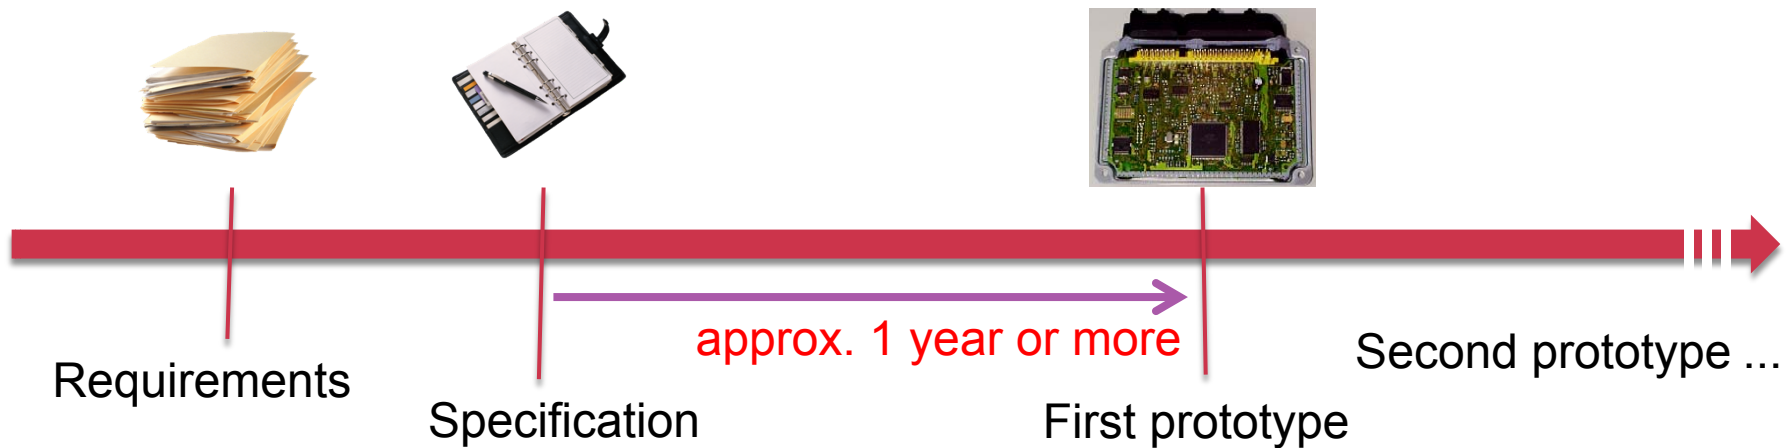 approx. 1 year or more
Requirements
Specification
First prototype
Second prototype ...